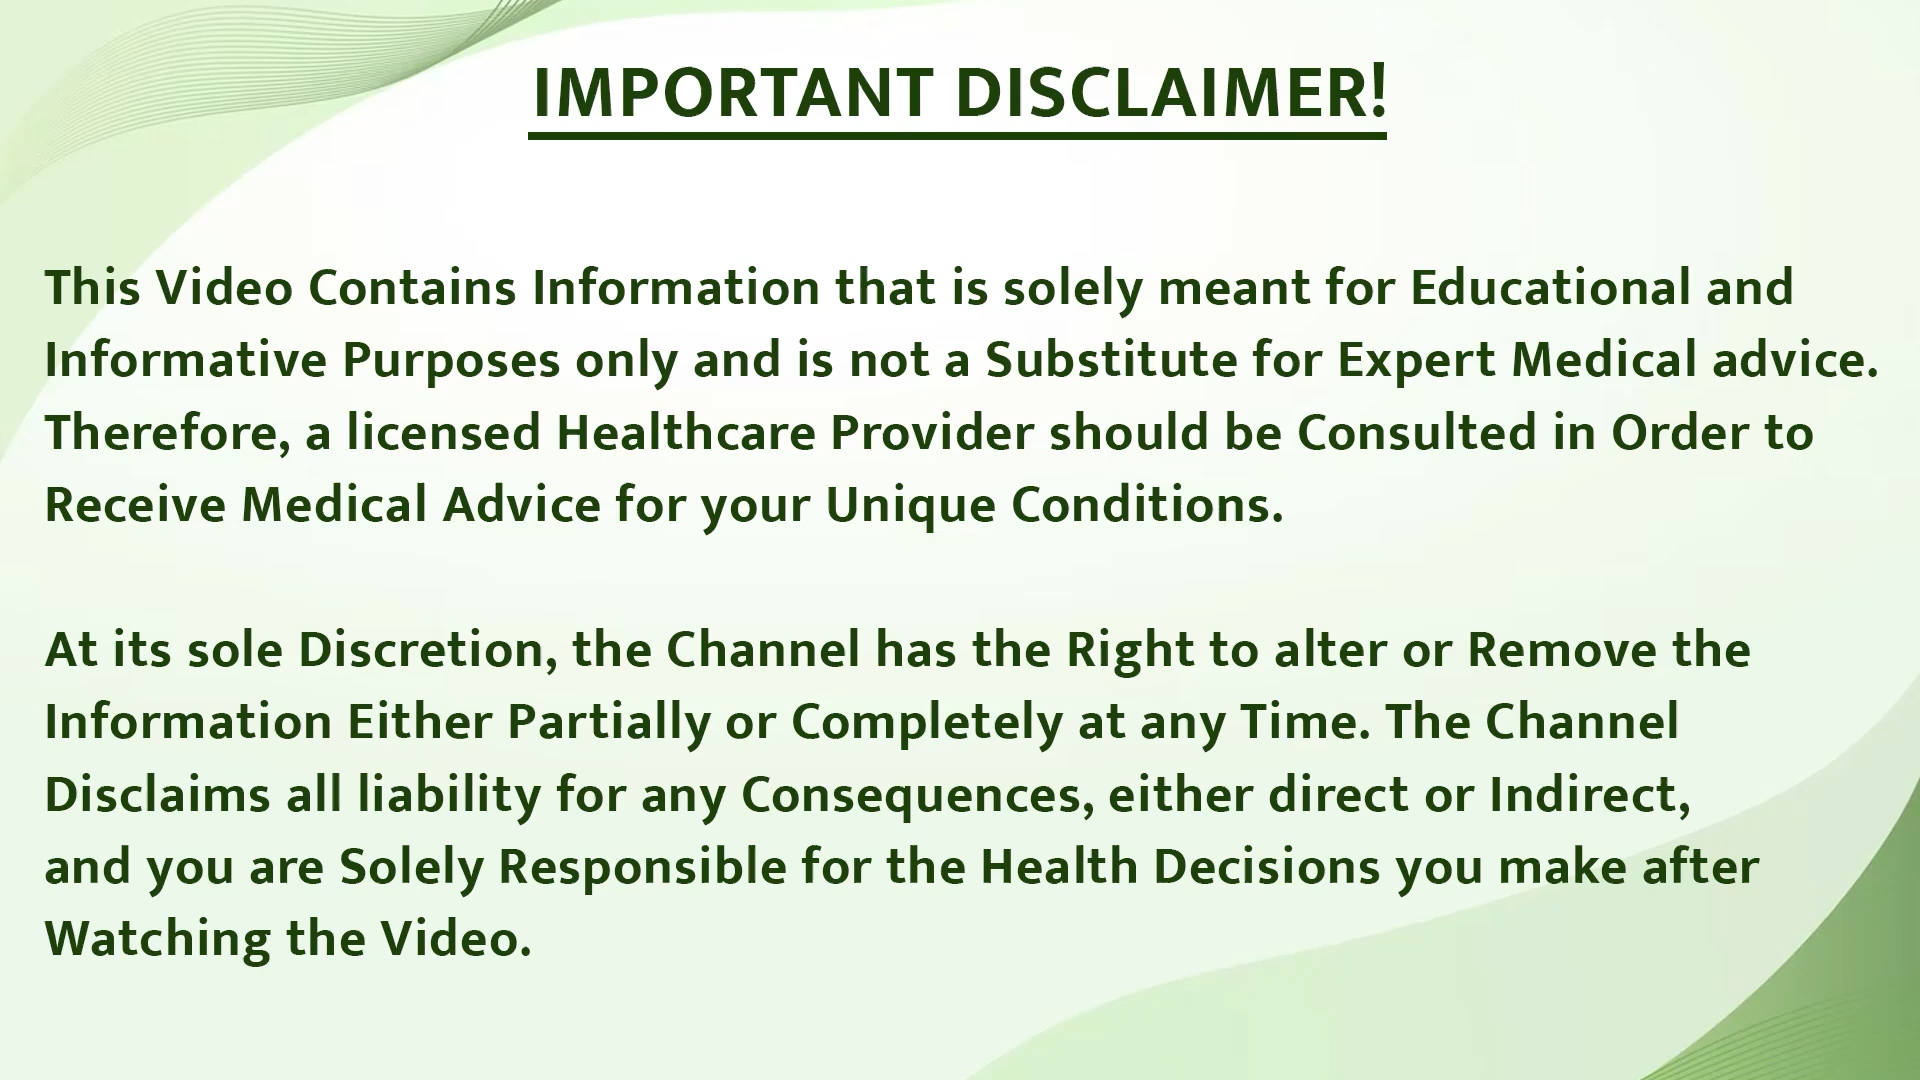 IMPORTANT DISCLAIMER!
This Video Contains Information that is solely meant for Educational and
Informative Purposes only and is not a Substitute for Expert Medical advice.
Therefore, a licensed Healthcare Provider should be Consulted in Order to
Receive Medical Advice for your Unique Conditions.
At its sole Discretion, the Channel has the Right to alter or Remove the
Information Either Partially or Completely at any Time. The Channel
Disclaims all liability for any Consequences, either direct or Indirect,
and you are Solely Responsible for the Health Decisions you make after
Watching the Video.